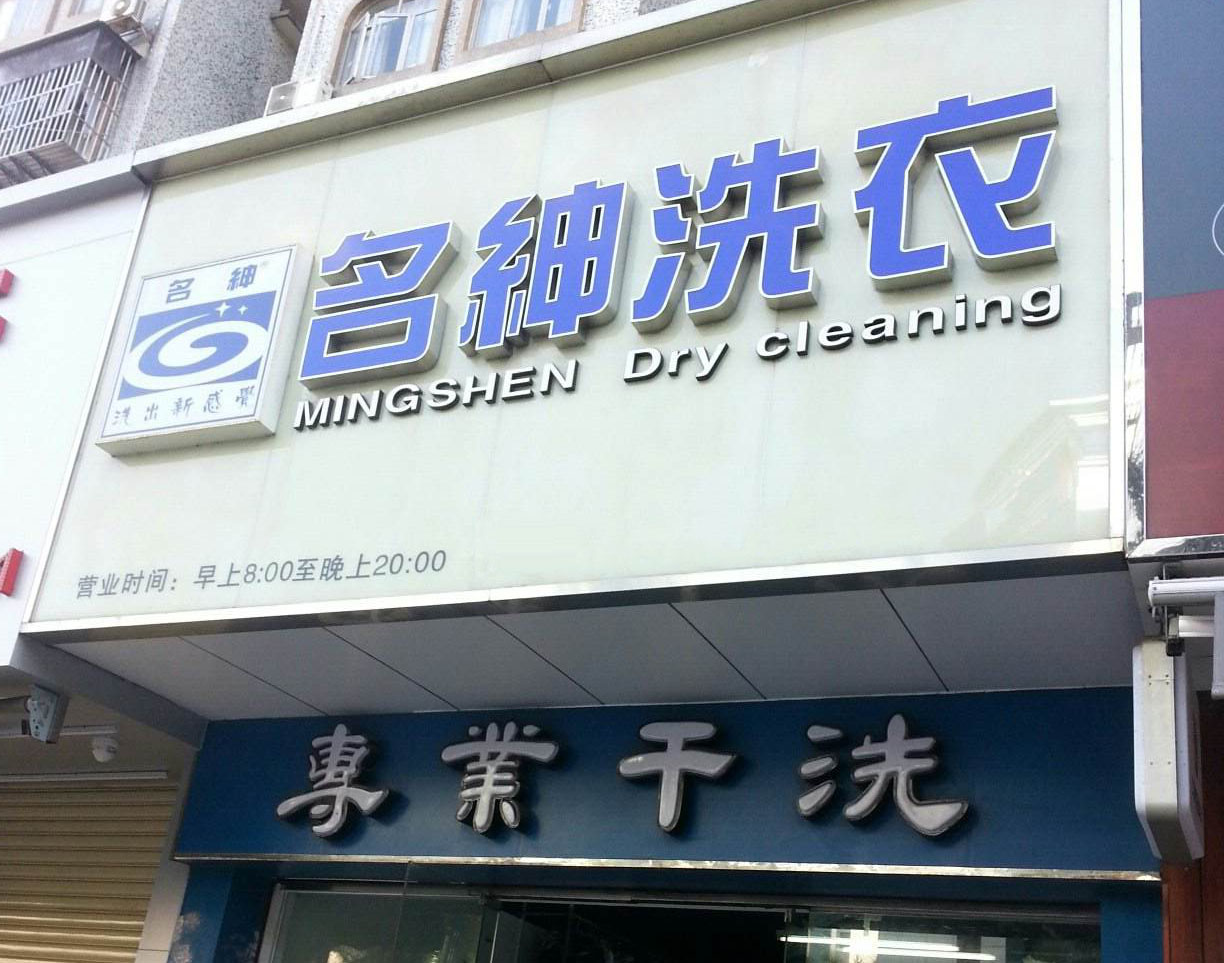 名紳洗衣
MINGSHEN Dry cleaning
名紳
洗出新感覺
营业时间：早上8:00至晚上20:00
專業干洗